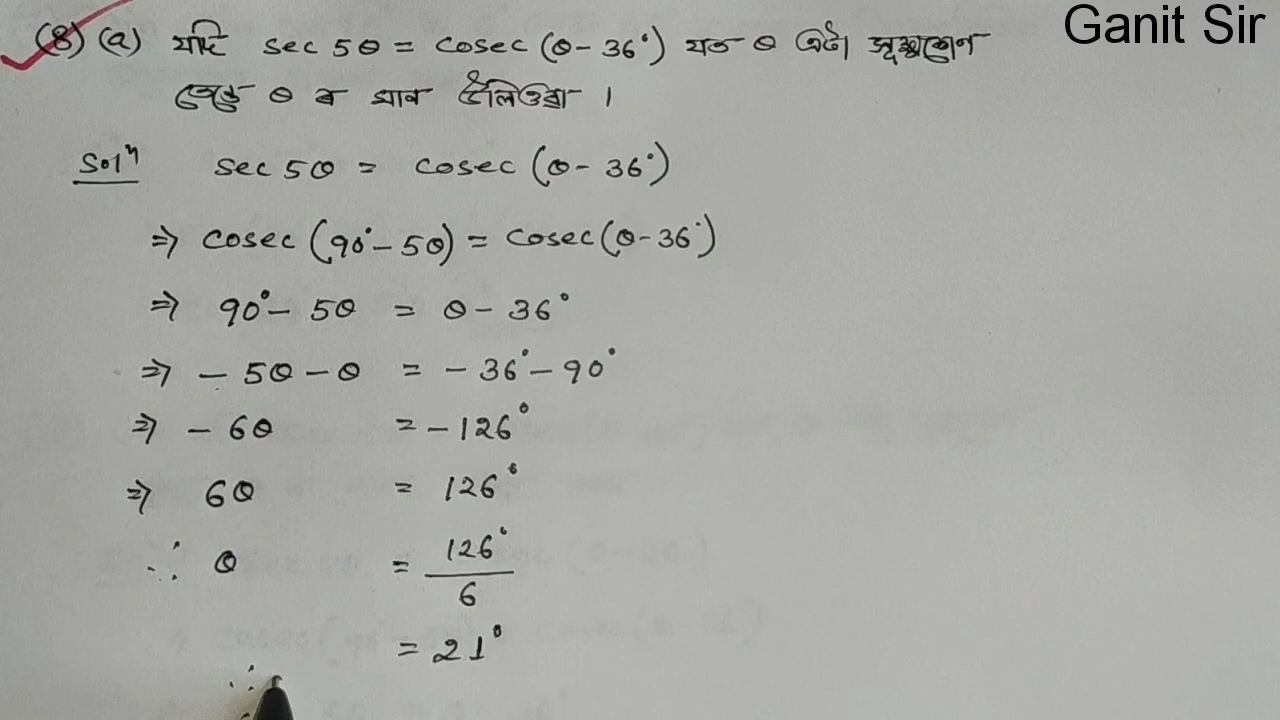 Ganit Sir
(8) (a) যদি sec 5θ = cosec (θ - 36°) যত θ এটা সূক্ষ্মকোণ
θ ৰ মান উলিওৱা ।
Solⁿ sec 5θ = cosec (θ - 36°)
⇒ cosec (90° - 5θ) = cosec (θ - 36°)
⇒ 90° - 5θ = θ - 36°
⇒ - 5θ - θ = - 36° - 90°
⇒ - 6θ = - 126°
⇒ 6θ = 126°
∴ θ = 126° / 6
= 21°
∴